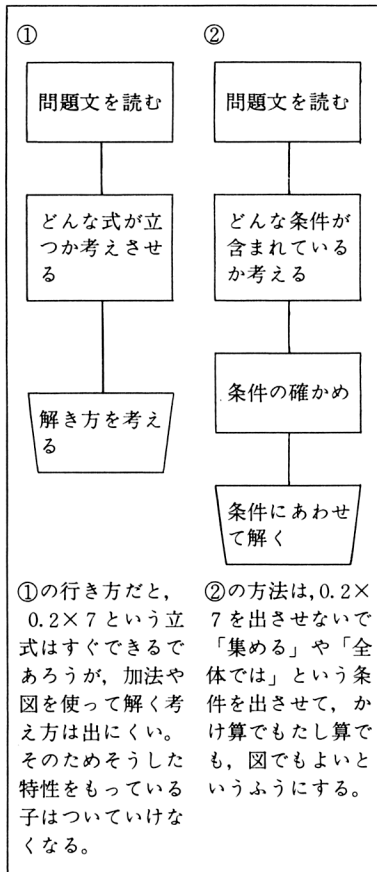 ①
問題文を読む
どんな式が立
つか考えさせ
る
解き方を考え
る
①の行き方だと，
0.2×7という立
式はすぐできるで
あろうが，加法や
図を使って解く考
え方は出にくい。
そのためそうした
特性をもっている
子はついていけな
くなる。
②
問題文を読む
どんな条件が
含まれている
か考える
条件の確かめ
条件にあわせ
て解く
②の方法は，0.2×
7を出させないで
「集める」や「全
体では」という条
件を出させて，か
け算でもたし算で
も，図でもよいと
いうふうにする。